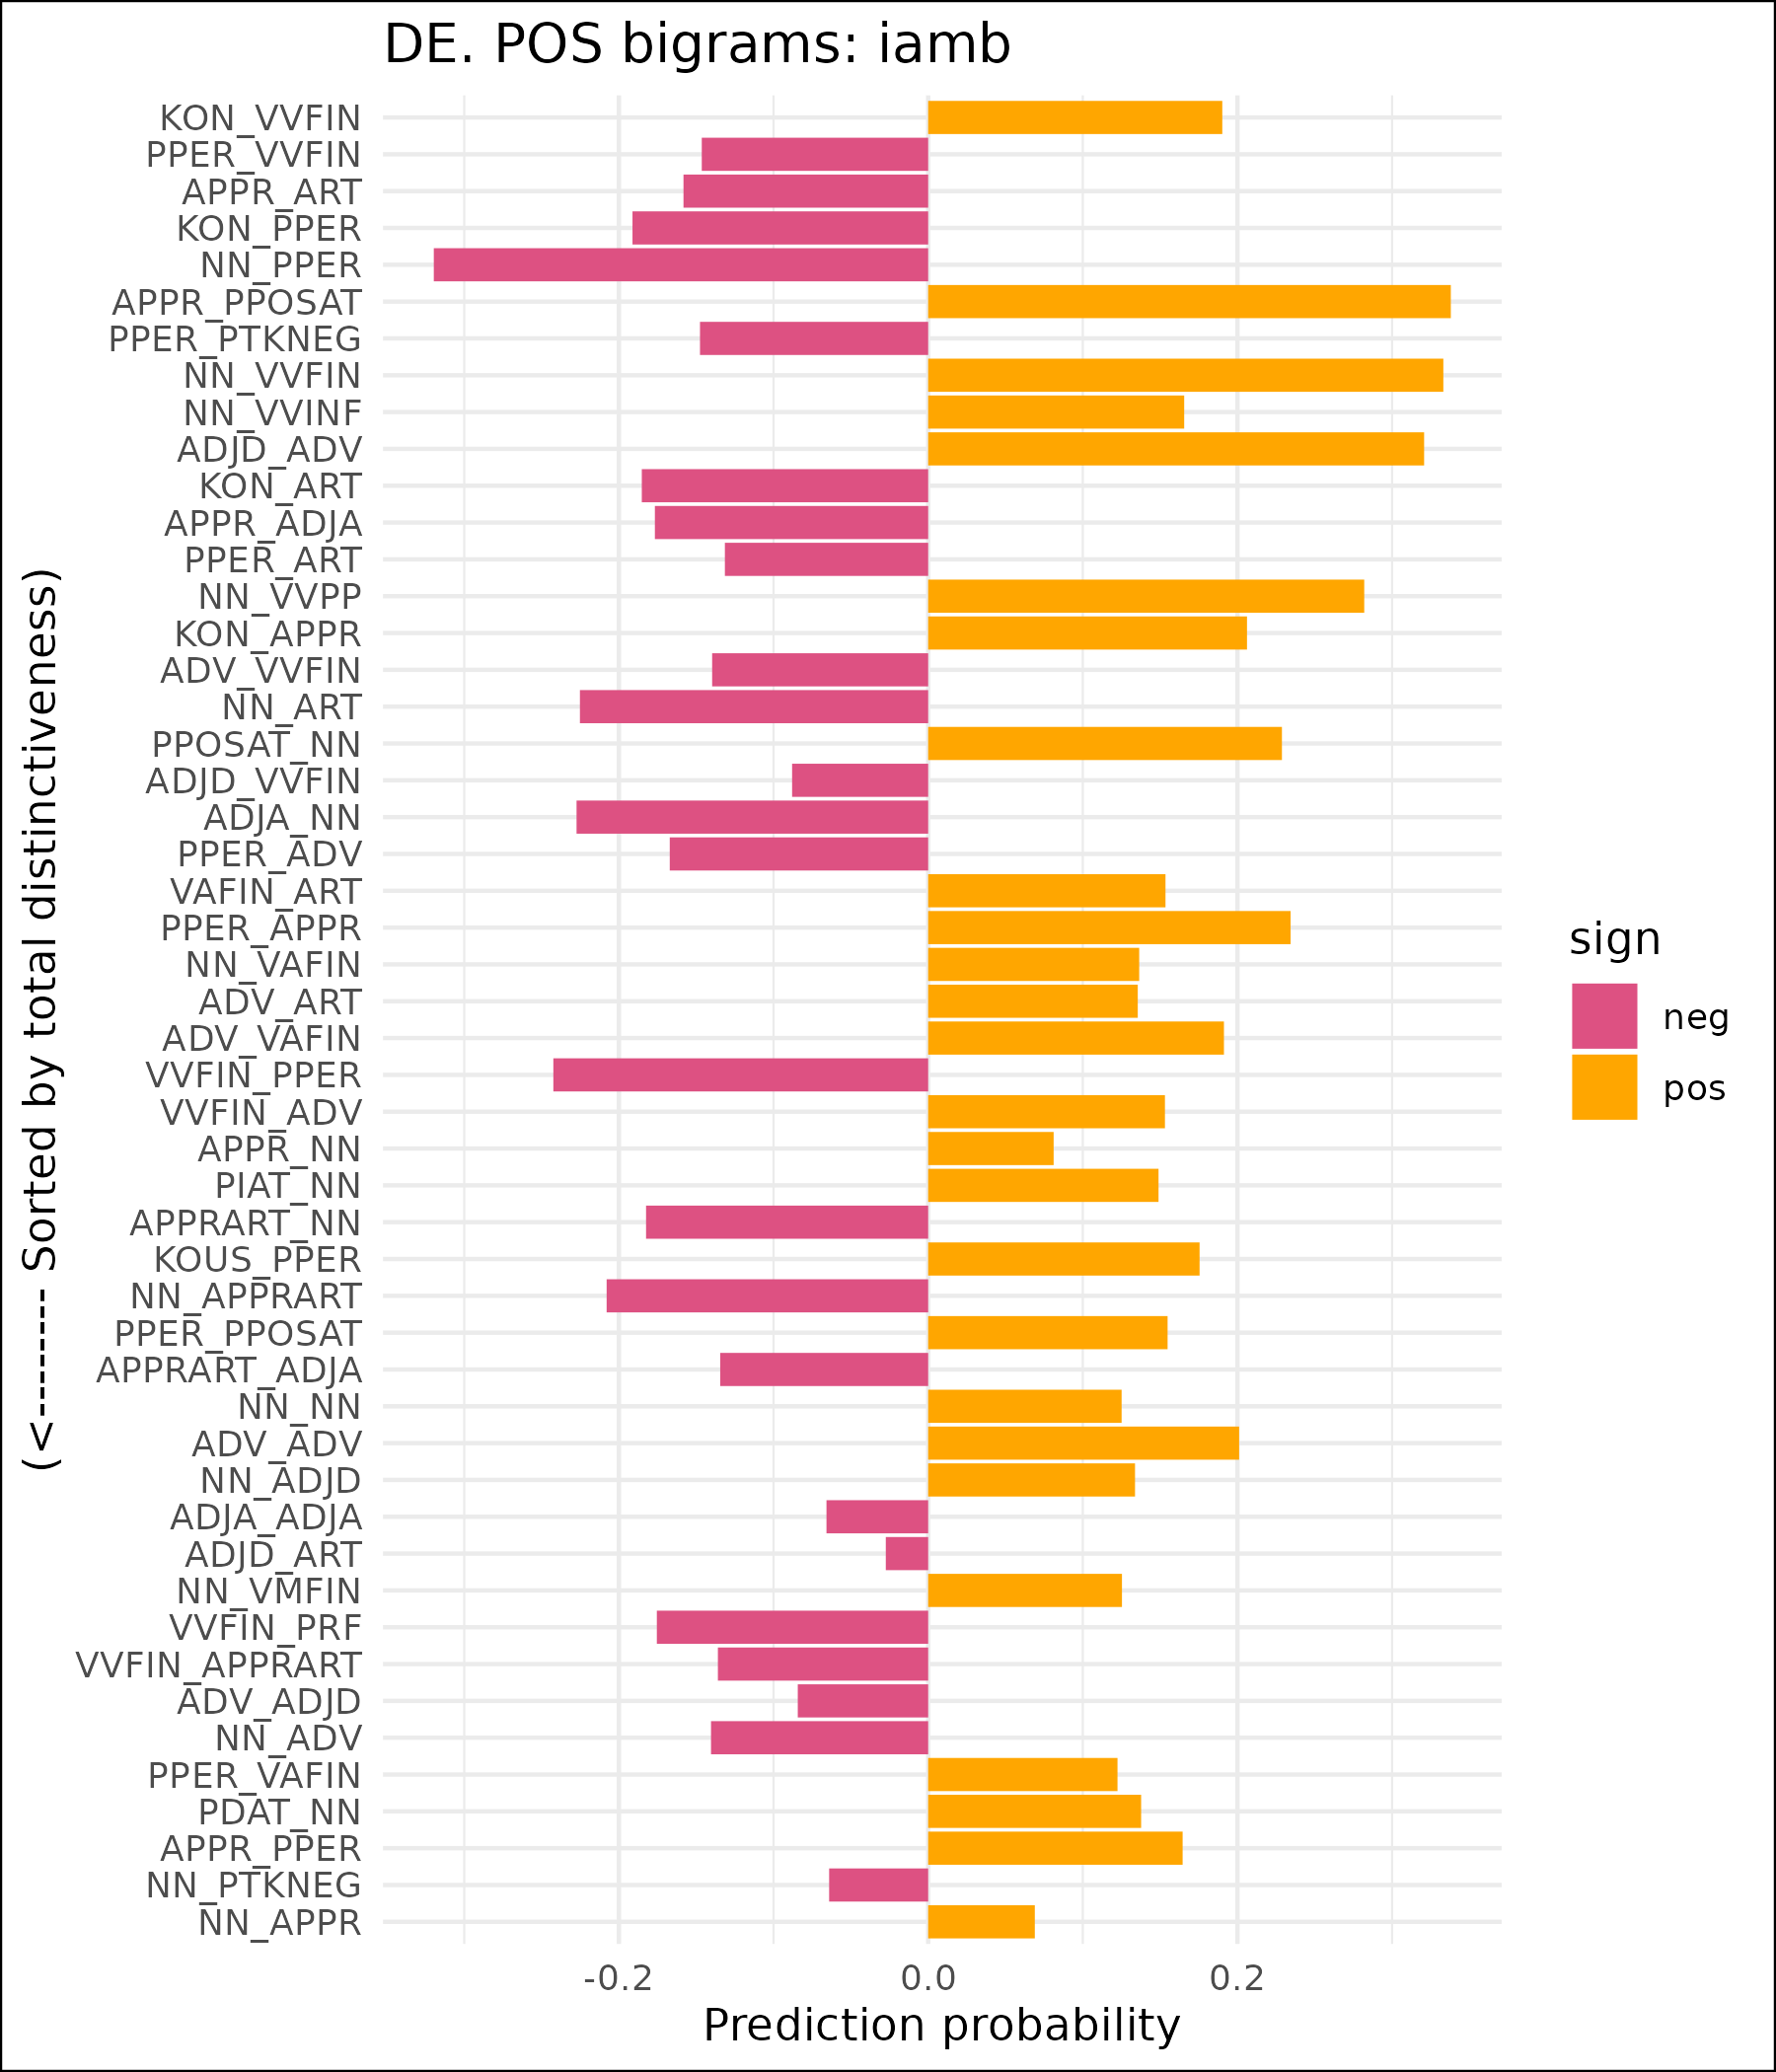 DE. POS bigrams: iamb
KON_VVFIN
PPER_VVFIN
APPR_ART
KON_PPER
NN_PPER
APPR_PPOSAT
PPER_PTKNEG
NN_VVFIN
NN_VVINF
ADJD_ADV
KON_ART
APPR_ADJA
PPER_ART
NN_VVPP
KON_APPR
ADV_VVFIN
NN_ART
PPOSAT_NN
ADJD_VVFIN
ADJA_NN
PPER_ADV
VAFIN_ART
PPER_APPR
NN_VAFIN
ADV_ART
ADV_VAFIN
VVFIN_PPER
VVFIN_ADV
APPR_NN
PIAT_NN
APPRART_NN
KOUS_PPER
NN_APPRART
PPER_PPOSAT
APPRART_ADJA
NN_NN
ADV_ADV
NN_ADJD
ADJA_ADJA
ADJD_ART
NN_VMFIN
VVFIN_PRF
VVFIN_APPRART
ADV_ADJD
NN_ADV
PPER_VAFIN
PDAT_NN
APPR_PPER
NN_PTKNEG
NN_APPR
(<--------- Sorted by total distinctiveness)
-0.2 0.0 0.2
Prediction probability
sign
neg
pos